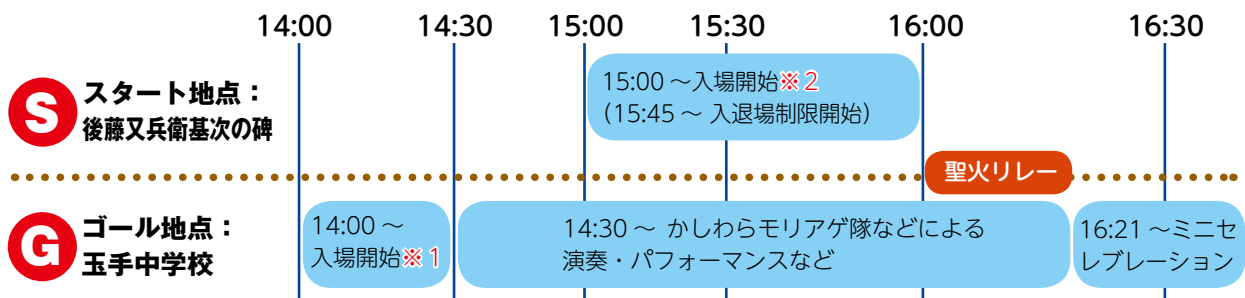 14:00 14:30 15:00 15:30 16:00 16:30
S スタート地点：
後藤又兵衛基次の碑
15:00 ～入場開始※2
(15:45 ～ 入退場制限開始)
聖火リレー
G ゴール地点：
玉手中学校
14:00 ～
入場開始※1
14:30 ～ かしわらモリアゲ隊などによる
演奏・パフォーマンスなど
16:21 ～ミニセ
レブレーション